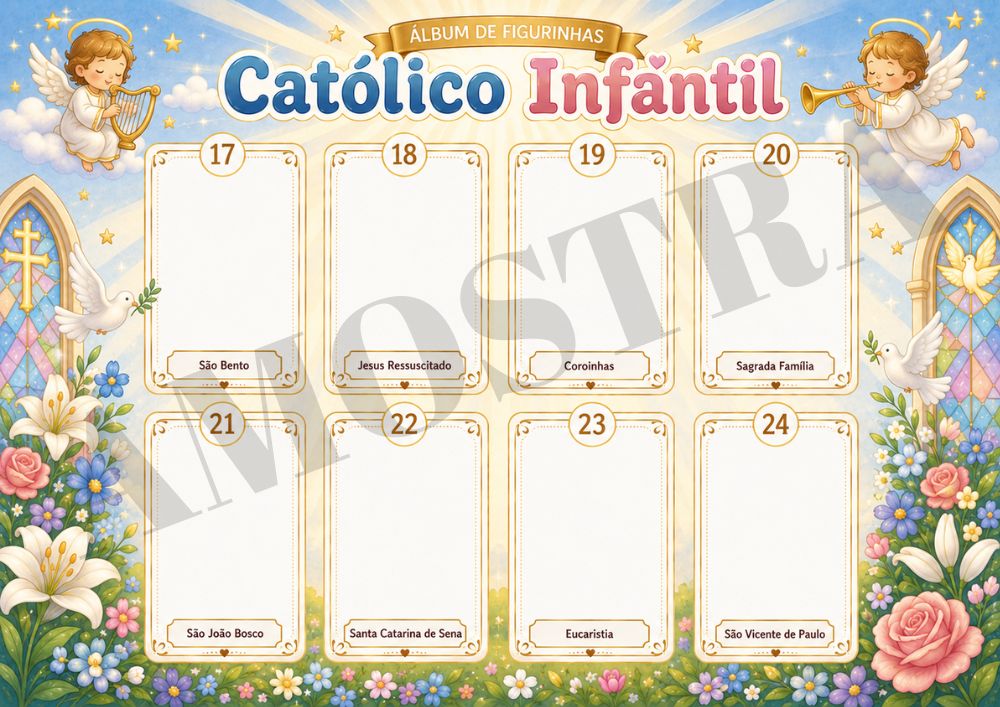 ÁLBUM DE FIGURINHAS
Católico Infantil
17
18
19
20
São Bento
Jesus Ressuscitado
Coroinhas
Sagrada Família
21
22
23
24
São João Bosco
Santa Catarina de Sena
Eucaristia
São Vicente de Paulo
AMOSTRA